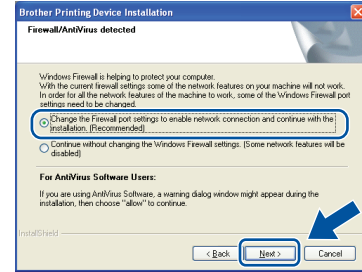 Brother Printing Device Installation
Firewall/AntiVirus detected
Windows Firewall is helping to protect your computer.
With the current firewall settings some of the network features on your machine will not work.
In order for all the network features of the machine to work, some of the Windows Firewall port
settings need to be changed.
Change the Firewall port settings to enable network connection and continue with the
installation. (Recommended)
Continue without changing the Windows Firewall settings. (Some network features will be
disabled)
For AntiVirus Software Users:
If you are using AntiVirus Software, a warning dialog window might appear during the
installation, then choose "allow" to continue.
InstallShield
< Back Next > Cancel